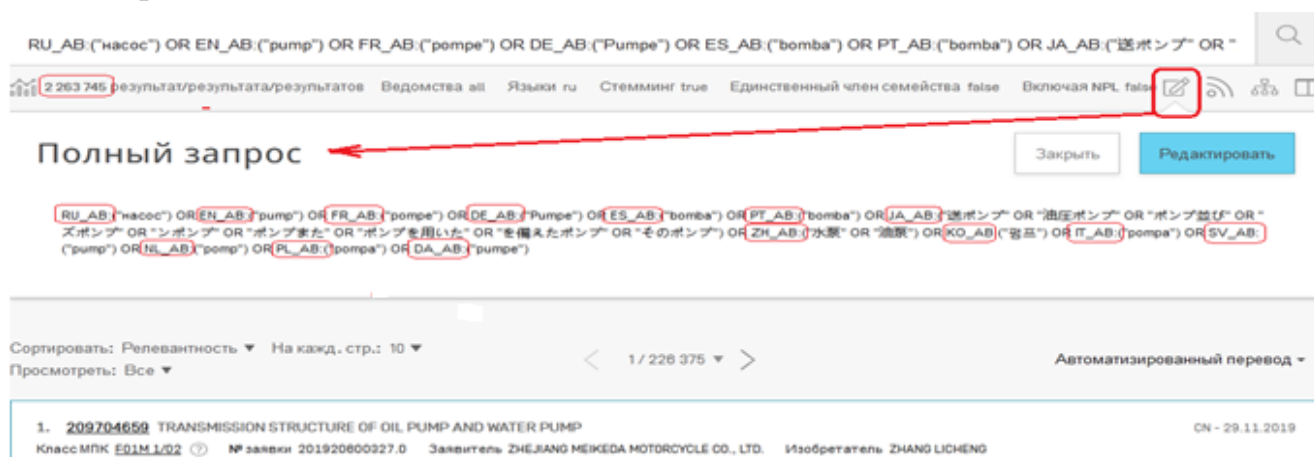 RU_AB:("насос") OR EN_AB:("pump") OR FR_AB:("pompe") OR DE_AB:("Pumpe") OR ES_AB:("bomba") OR PT_AB:("bomba") OR JA_AB:("送ポンプ" OR "
2 263 745 результат/результата/результатов Ведомства all Языки ru Стемминг true Единственный член семейства false Включая NPL false
Полный запрос
Закрыть Редактировать
RU_AB:("насос") OR EN_AB:("pump") OR FR_AB:("pompe") OR DE_AB:("Pumpe") OR ES_AB:("bomba") OR PT_AB:("bomba") OR JA_AB:("送ポンプ" OR "油圧ポンプ" OR "ポンプ並び" OR "
ズポンプ" OR "ンポンプ" OR "ポンプまた" OR "ポンプを用いた" OR "を備えたポンプ" OR "そのポンプ") OR ZH_AB:("水泵" OR "油泵") OR KO_AB:("펌프") OR IT_AB:("pompa") OR SV_AB:
("pump") OR NL_AB:("pomp") OR PL_AB:("pompa") OR DA_AB:("pumpe")
Сортировать: Релевантность ▼ На кажд. стр.: 10 ▼
1 / 226 375 ▼
Просмотреть: Все ▼
Автоматизированный перевод
1. 209704659 TRANSMISSION STRUCTURE OF OIL PUMP AND WATER PUMP
CN - 29.11.2019
Класс МПК F01M 1/02 ? № заявки 201920600327.0 Заявитель ZHEJIANG MEIKEDA MOTORCYCLE CO., LTD. Изобретатель ZHANG LICHENG